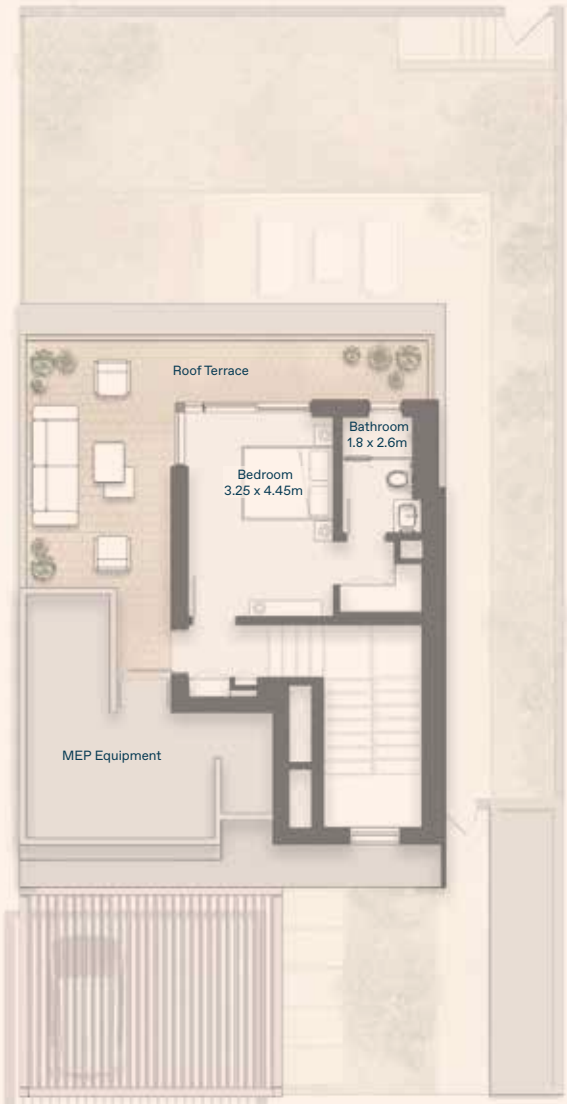 Roof Terrace
Bathroom
1.8 x 2.6m
Bedroom
3.25 x 4.45m
MEP Equipment